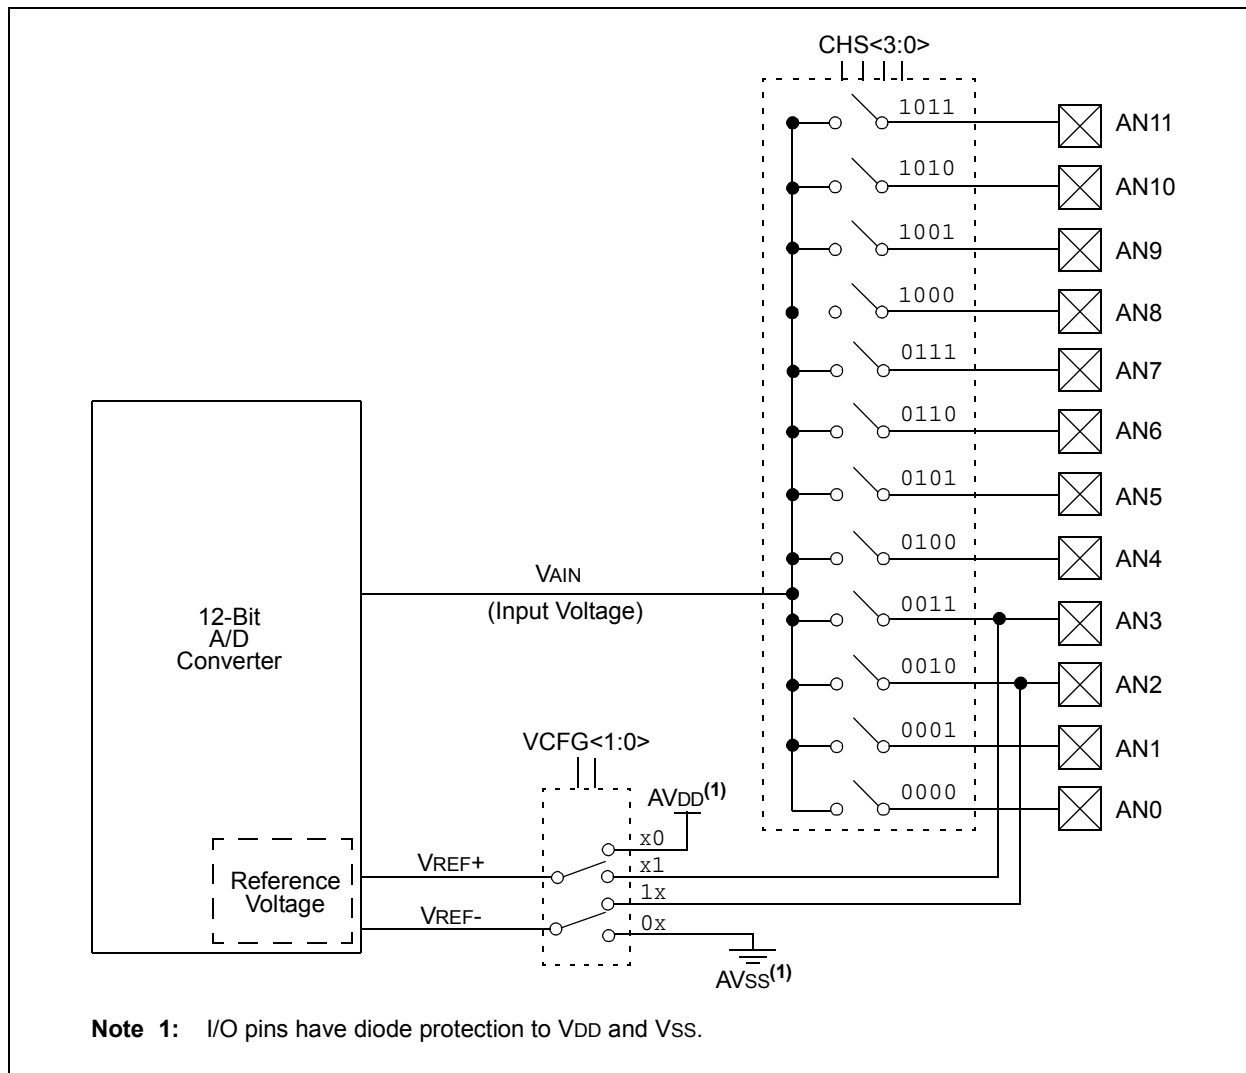 CHS<3:0>
1011 AN11
1010 AN10
1001 AN9
1000 AN8
0111 AN7
0110 AN6
0101 AN5
0100 AN4
VAIN
(Input Voltage)
0011 AN3
12-Bit
A/D
Converter
0010 AN2
0001 AN1
VCFG<1:0>
0000 AN0
AVDD(1)
x0
VREF+ x1
Reference
Voltage
1x
VREF- 0x
AVSS(1)
Note 1: I/O pins have diode protection to VDD and VSS.